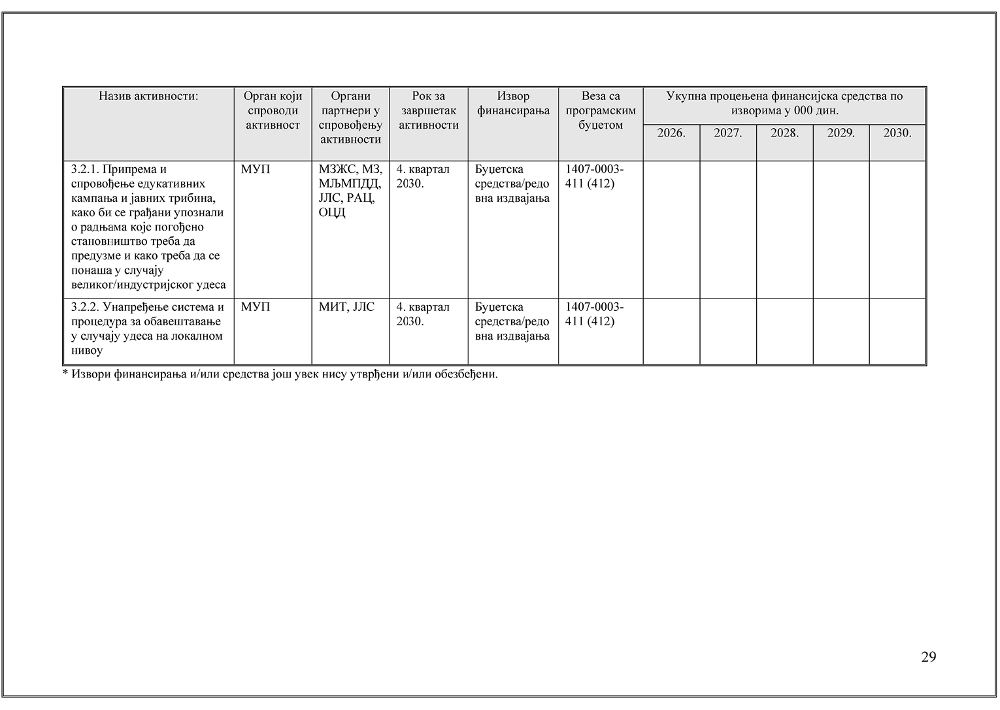 Назив активности:
Орган који
спроводи
активност
Органи
партнери у
спровођењу
активности
Рок за
завршетак
активности
Извор
финансирања
Веза са
програмским
буџетом
Укупна процењена финансијска средства по
изворима у 000 дин.
2026.
2027.
2028.
2029.
2030.
3.2.1. Припрема и
спровођење едукативних
кампања и јавних трибина,
како би се грађани упознали
о радњама које погођено
становништво треба да
предузме и како треба да се
понаша у случају
великог/индустријског удеса
МУП
МЗЖС, МЗ,
МЉМПДД,
ЈЛС, РАЦ,
ОЦД
4. квартал
2030.
Буџетска
средства/редо
вна издвајања
1407-0003-
411 (412)
3.2.2. Унапређење система и
процедура за обавештавање
у случају удеса на локалном
нивоу
МУП
МИТ, ЈЛС
4. квартал
2030.
Буџетска
средства/редо
вна издвајања
1407-0003-
411 (412)
* Извори финансирања и/или средства још увек нису утврђени и/или обезбеђени.
29